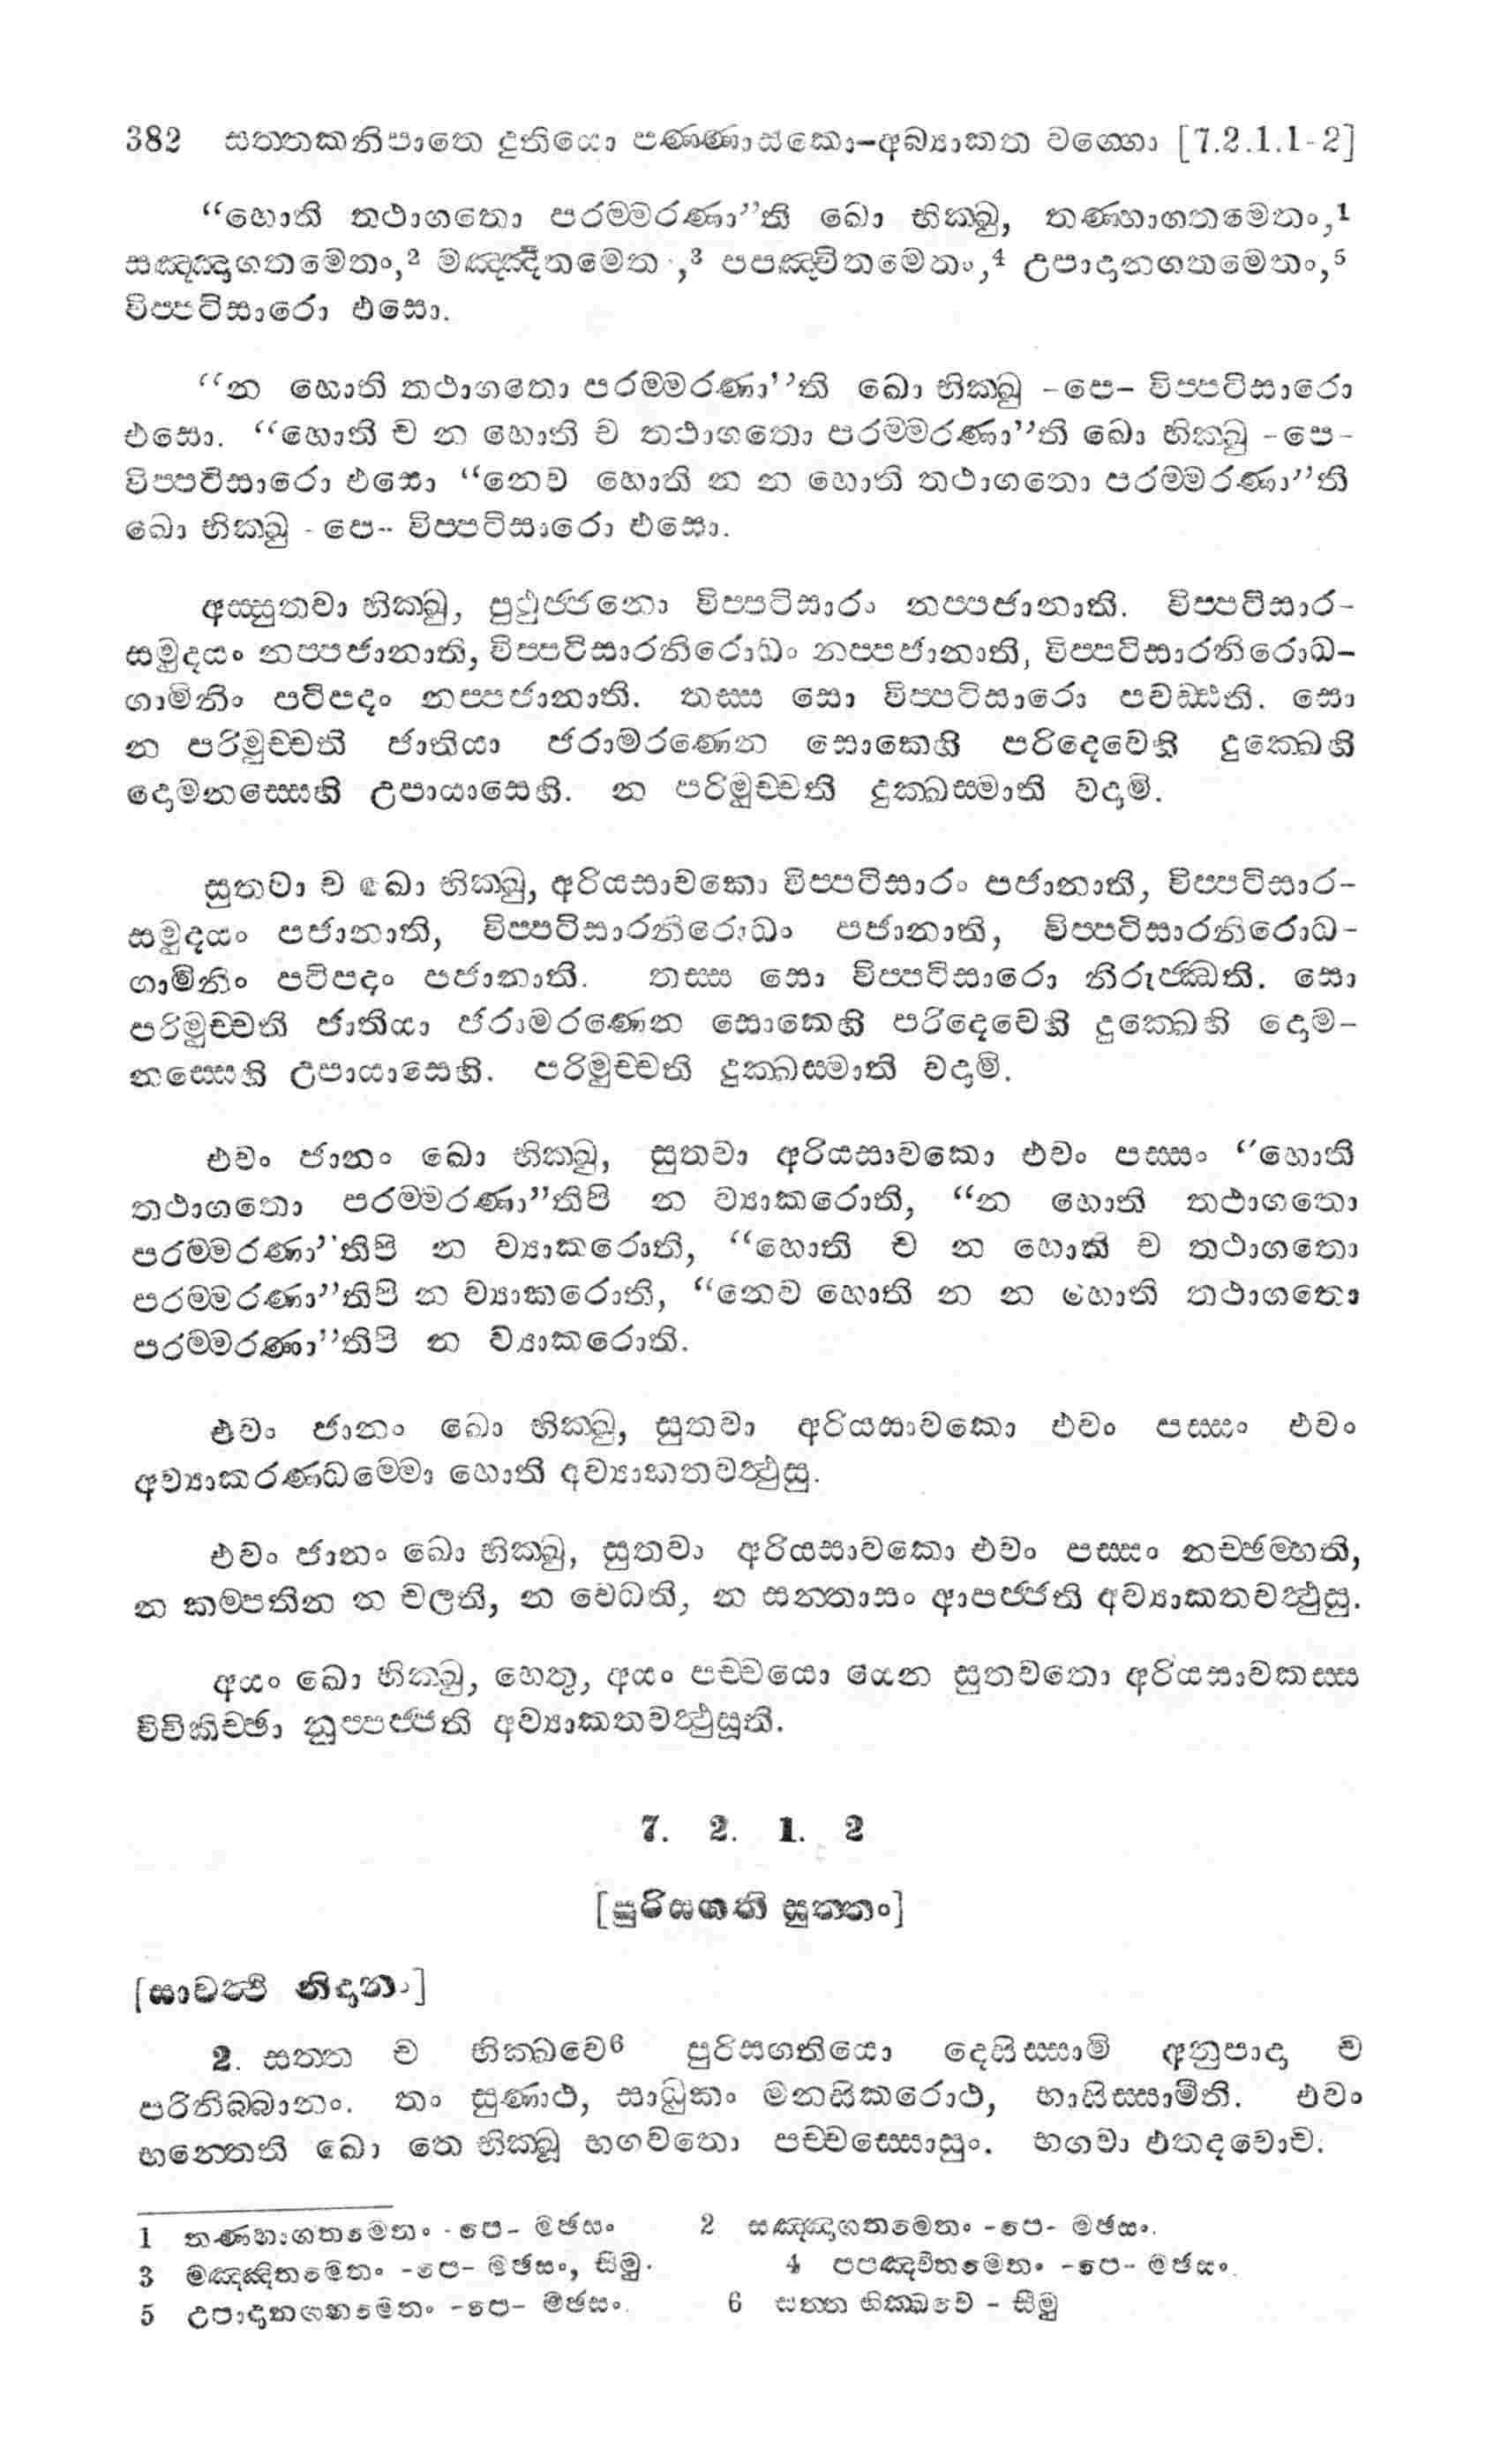 382 සත්තකනිපාතෙ දුතියො පණ්ණාසකො–අබ්‍යාකත වග්ගො [7.2.1.1-2]
“හොති තථාගතො පරම්මරණා”ති ඛො භික්ඛු, තණ්හාගතමෙතං,¹
සඤ්ඤාගතමෙතං,² මඤ්ඤිතමෙත ,³ පපඤ්චිතමෙතං,⁴ උපාදානගතමෙතං,⁵
විප්පටිසාරො එසො.
“න හොති තථාගතො පරම්මරණා”ති ඛො භික්ඛු -පෙ- විප්පටිසාරො
එසො. “හොති ච න හොති ච තථාගතො පරම්මරණා”ති ඛො භික්ඛු -පෙ-
විප්පටිසාරො එසො “නෙව හොති න න හොති තථාගතො පරම්මරණා”ති
ඛො භික්ඛු - පෙ- විප්පටිසාරො එසො.
අස්සුතවා භික්ඛු, පුථුජ්ජනො විප්පටිසාරං නප්පජානාති. විප්පටිසාර-
සමුදයං නප්පජානාති, විප්පටිසාරනිරොධං නප්පජානාති, විප්පටිසාරනිරොධ-
ගාමිනිං පටිපදං නප්පජානාති. තස්ස සො විප්පටිසාරො පවඩ්ඪති. සො
න පරිමුච්චති ජාතියා ජරාමරණෙන සොකෙහි පරිදෙවෙහි දුක්ඛෙහි
දොමනස්සෙහි උපායාසෙහි. න පරිමුච්චති දුක්ඛස්මාති වදාමි.
සුතවා ච ඛො භික්ඛු, අරියසාවකො විප්පටිසාරං පජානාති, විප්පටිසාර-
සමුදයං පජානාති, විප්පටිසාරනිරොධං පජානාති, විප්පටිසාරනිරොධ-
ගාමිනිං පටිපදං පජානාති. තස්ස සො විප්පටිසාරො නිරුජ්ඣති. සො
පරිමුච්චති ජාතියා ජරාමරණෙන සොකෙහි පරිදෙවෙහි දුක්ඛෙහි දොම-
නස්සෙහි උපායාසෙහි. පරිමුච්චති දුක්ඛස්මාති වදාමි.
එවං ජානං ඛො භික්ඛු, සුතවා අරියසාවකො එවං පස්සං “හොති
තථාගතො පරම්මරණා”තිපි න ව්‍යාකරොති, “න හොති තථාගතො
පරම්මරණා”තිපි න ව්‍යාකරොති, “හොති ච න හොති ච තථාගතො
පරම්මරණා”තිපි න ව්‍යාකරොති, “නෙව හොති න න හොති තථාගතො
පරම්මරණා”තිපි න ව්‍යාකරොති.
එවං ජානං ඛො භික්ඛු, සුතවා අරියසාවකො එවං පස්සං එවං
අව්‍යාකරණධම්මො හොති අව්‍යාකතවත්ථුසු.
එවං ජානං ඛො භික්ඛු, සුතවා අරියසාවකො එවං පස්සං නච්ඡම්භති,
න කම්පතින න චලති, න වෙධති, න සන්තාසං ආපජ්ජති අව්‍යාකතවත්ථුසු.
අයං ඛො භික්ඛු, හෙතු, අයං පච්චයො යෙන සුතවතො අරියසාවකස්ස
විචිකිච්ඡා නුප්පජ්ජති අව්‍යාකතවත්ථුසූති.
7. 2. 1. 2
[පුරිසගති සුත්තං]
[සාවත්ථි නිදානං]
2. සත්ත ච භික්ඛවෙ⁶ පුරිසගතියො දෙසිස්සාමි අනුපාදා ච
පරිනිබ්බානං. තං සුණාථ, සාධුකං මනසිකරොථ, භාසිස්සාමීති. එවං
භන්තෙති ඛො තෙ භික්ඛූ භගවතො පච්චස්සොසුං. භගවා එතදවොච.
1 තණ්හාගතමෙතං -පෙ- මඡසං 2 සඤ්ඤාගතමෙතං -පෙ- මඡසං.
3 මඤ්ඤිතමෙතං -පෙ- මඡසං, සීමු. 4 පපඤ්චිතමෙතං -පෙ- මඡසං.
5 උපාදානගතමෙතං -පෙ- මඡසං. 6 සත්ත භික්ඛවෙ - සීමු